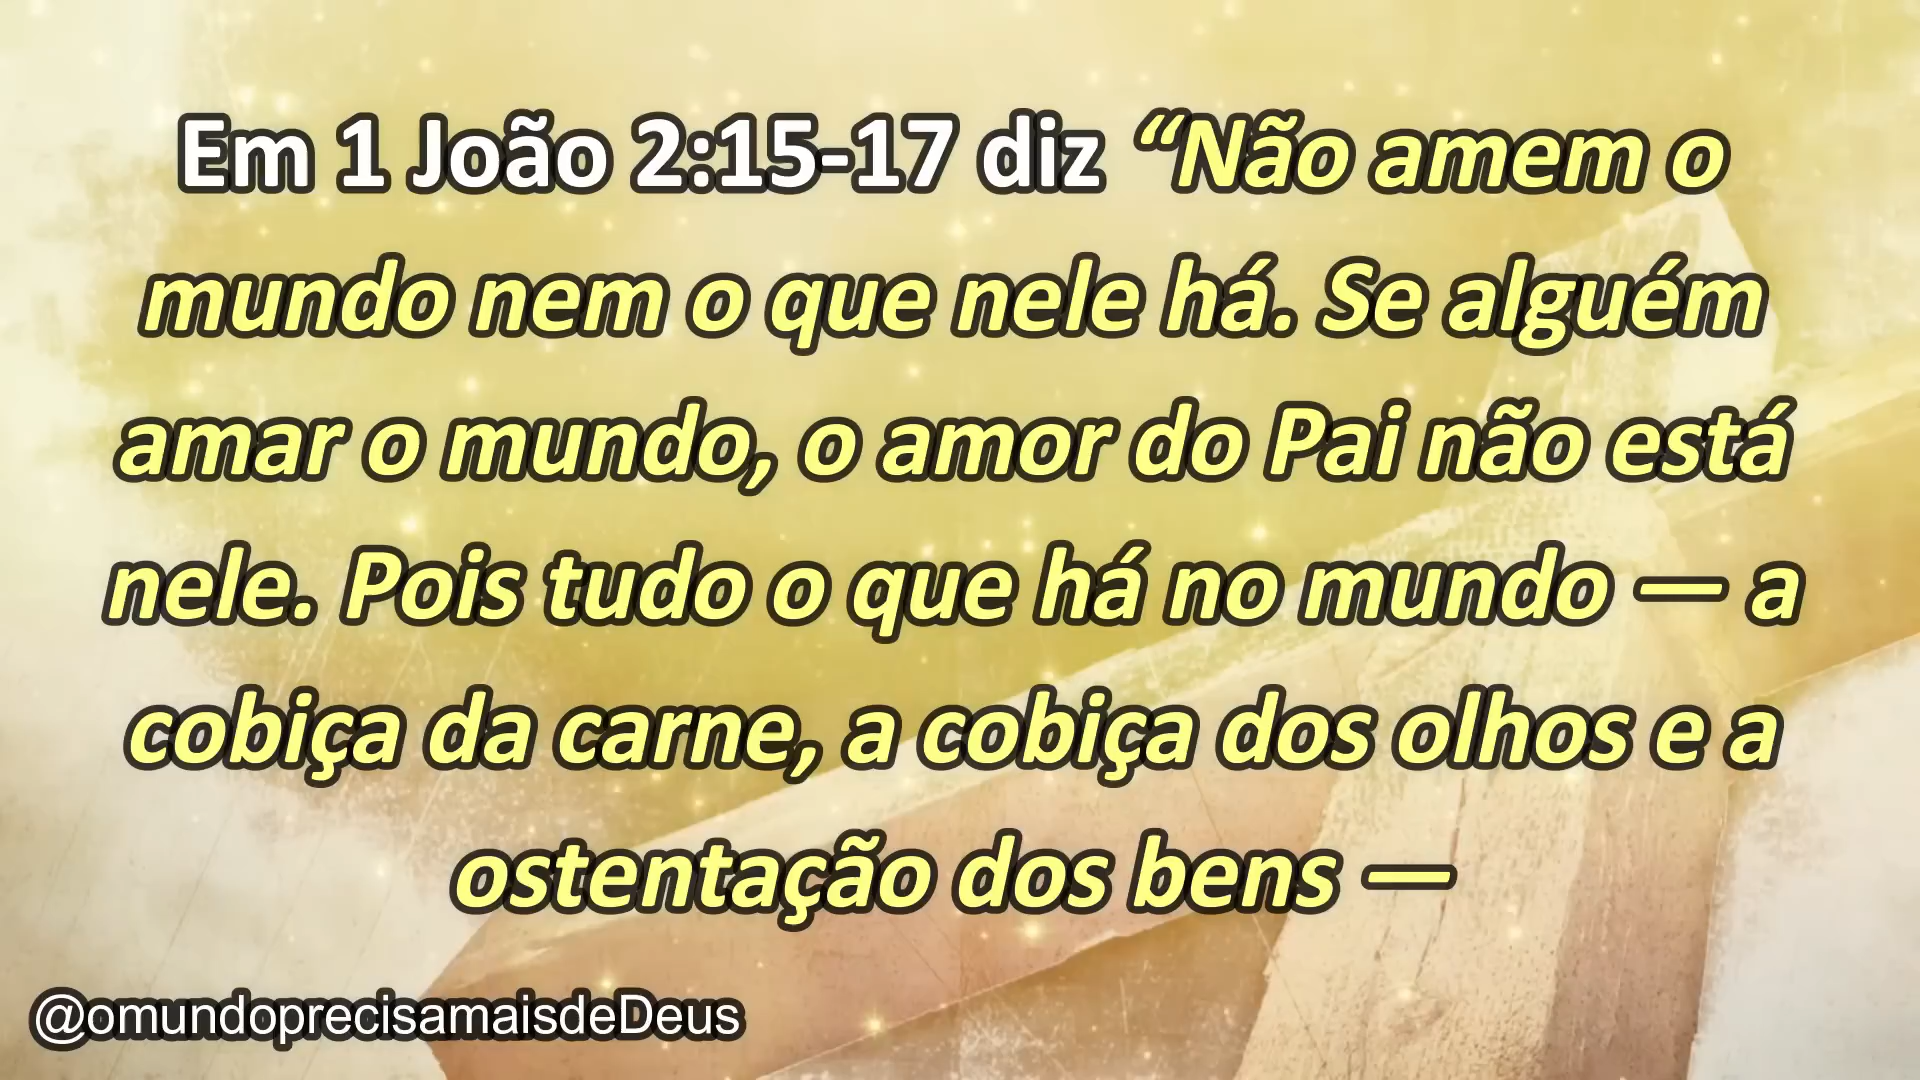 Em 1 João 2:15-17 diz “Não amem o
mundo nem o que nele há. Se alguém
amar o mundo, o amor do Pai não está
nele. Pois tudo o que há no mundo — a
cobiça da carne, a cobiça dos olhos e a
ostentação dos bens —
@omundoprecisamaisdeDeus